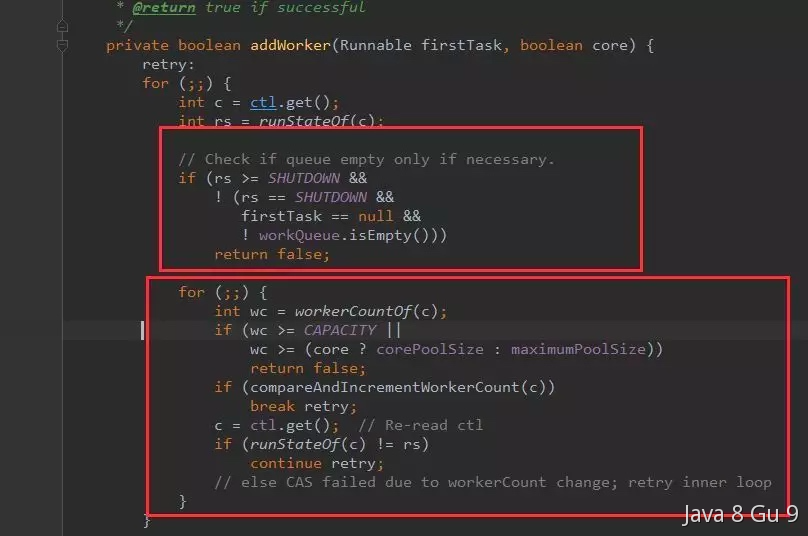 * @return true if successful
*/
private boolean addWorker(Runnable firstTask, boolean core) {
retry:
for (;;) {
int c = ctl.get();
int rs = runStateOf(c);
// Check if queue empty only if necessary.
if (rs >= SHUTDOWN &&
! (rs == SHUTDOWN &&
firstTask == null &&
! workQueue.isEmpty()))
return false;
for (;;) {
int wc = workerCountOf(c);
if (wc >= CAPACITY ||
wc >= (core ? corePoolSize : maximumPoolSize))
return false;
if (compareAndIncrementWorkerCount(c))
break retry;
c = ctl.get();  // Re-read ctl
if (runStateOf(c) != rs)
continue retry;
// else CAS failed due to workerCount change; retry inner loop
}
}
Java 8 Gu 9